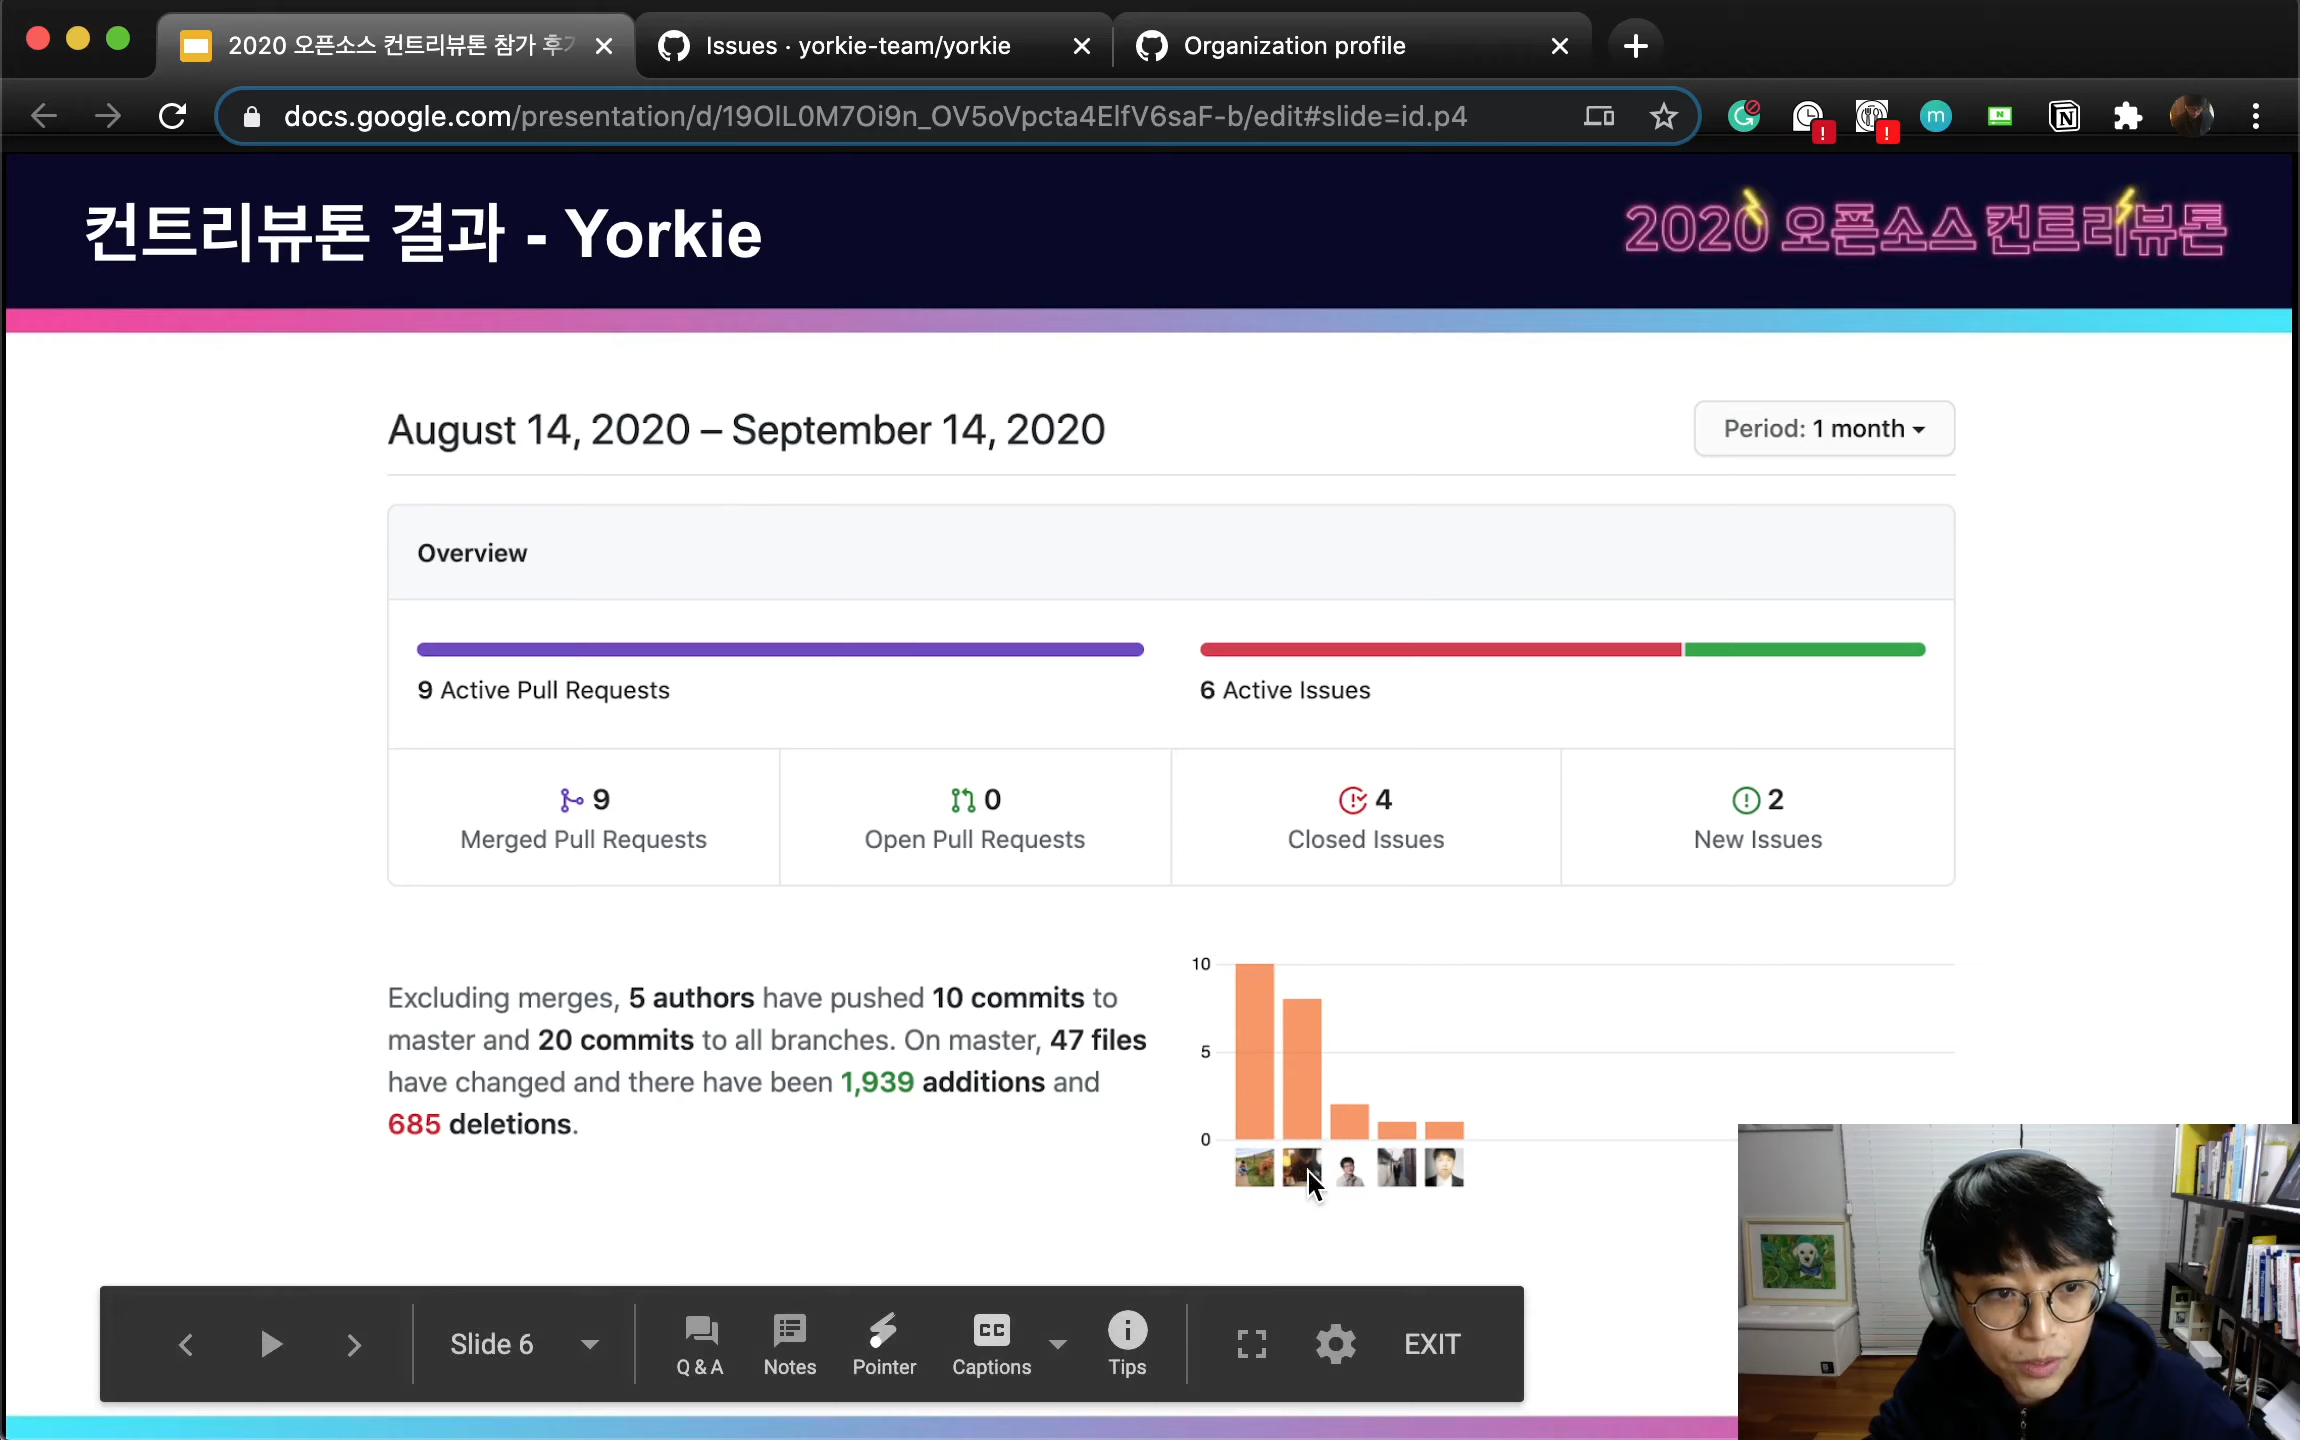 2020 오픈소스 컨트리뷰톤 참가 후기
Issues · yorkie-team/yorkie
Organization profile
docs.google.com/presentation/d/19OlL0M7Oi9n_OV5oVpcta4ElfV6saF-b/edit#slide=id.p4
컨트리뷰톤 결과 - Yorkie
2020 오픈소스 컨트리뷰톤
August 14, 2020 – September 14, 2020
Period: 1 month
Overview
9 Active Pull Requests
6 Active Issues
9
Merged Pull Requests
0
Open Pull Requests
4
Closed Issues
2
New Issues
Excluding merges, 5 authors have pushed 10 commits to
master and 20 commits to all branches. On master, 47 files
have changed and there have been 1,939 additions and
685 deletions.
10
5
0
Slide 6
Q & A
Notes
Pointer
CC
Captions
Tips
EXIT